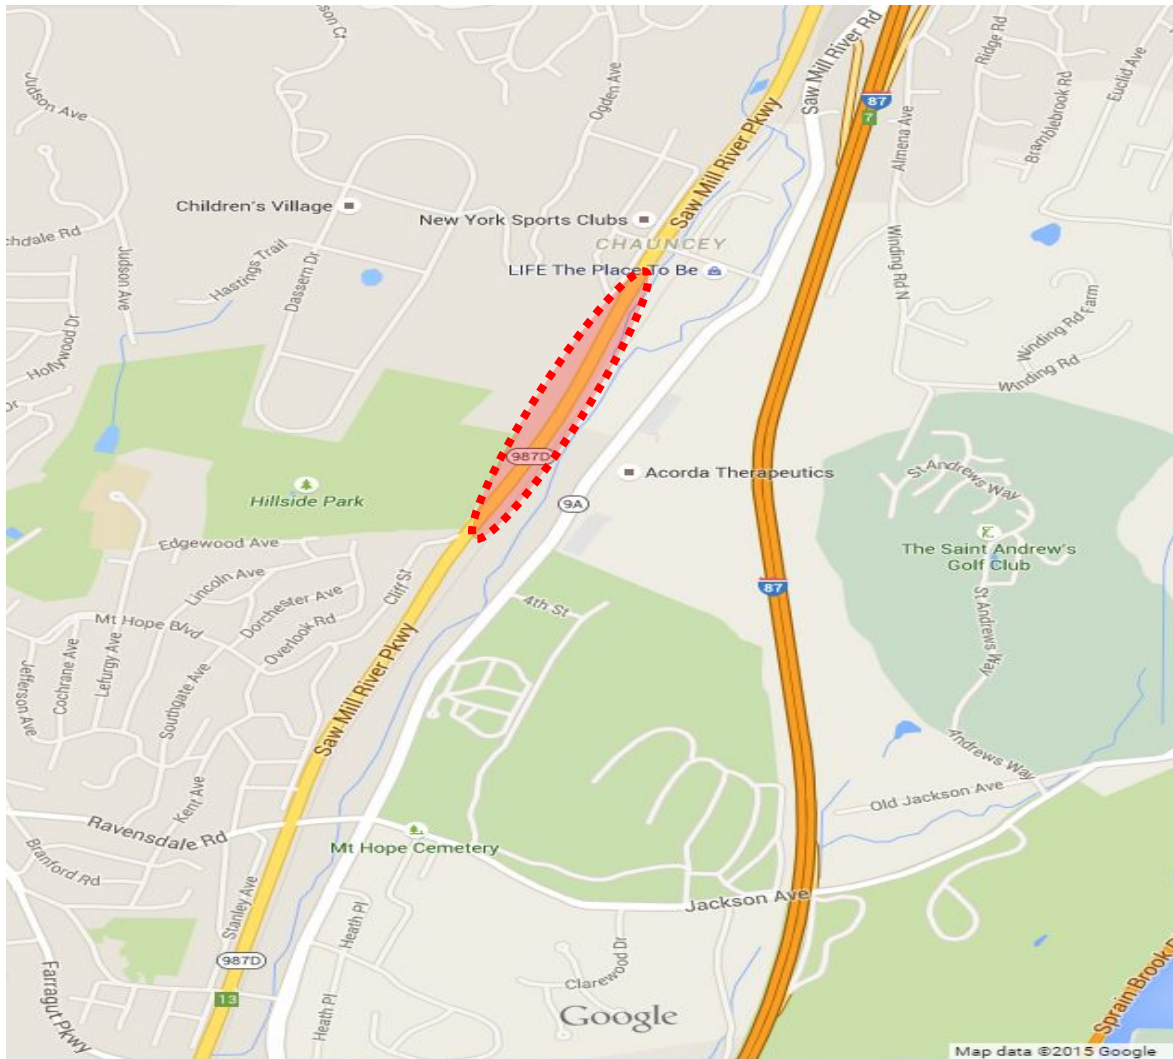 son Ct
Saw Mill River Rd
Ridge Rd
Euclid Ave
Judson Ave
Ogden Ave
87
7
Almena Ave
Bramblebrook Rd
Saw Mill River Pkwy
Children's Village
New York Sports Clubs
chdale Rd
CHAUNCEY
Judson Ave
Hastings Trail
Dassern Dr
LIFE The Place To Be
Winding Rd N
Farm
Winding Rd
Hollywood Dr
Winding Rd
Dr
987D
Acorda Therapeutics
St Andrews Way
Hillside Park
9A
Edgewood Ave
The Saint Andrew's
Golf Club
Lincoln Ave
Cliff St
87
Dorchester Ave
4th St
St Andrews Way
Mt Hope Blvd
Overlook Rd
Jefferson Ave
Cochrane Ave
Lefurgy Ave
Southgate Ave
Saw Mill River Pkwy
Andrews Way
Kent Ave
Old Jackson Ave
Ravensdale Rd
Mt Hope Cemetery
Branford Rd
Stanley Ave
Jackson Ave
Heath Pl
987D
Farragut Pkwy
13
Clarewood Dr
Heath Pl
Google
Sprain Brook P
Map data ©2015 Google